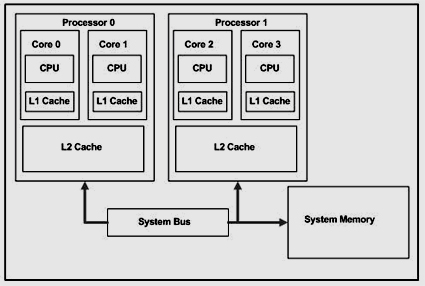 Processor 0
Processor 1
Core 0
Core 1
Core 2
Core 3
CPU
CPU
CPU
CPU
L1 Cache
L1 Cache
L1 Cache
L1 Cache
L2 Cache
L2 Cache
System Bus
System Memory